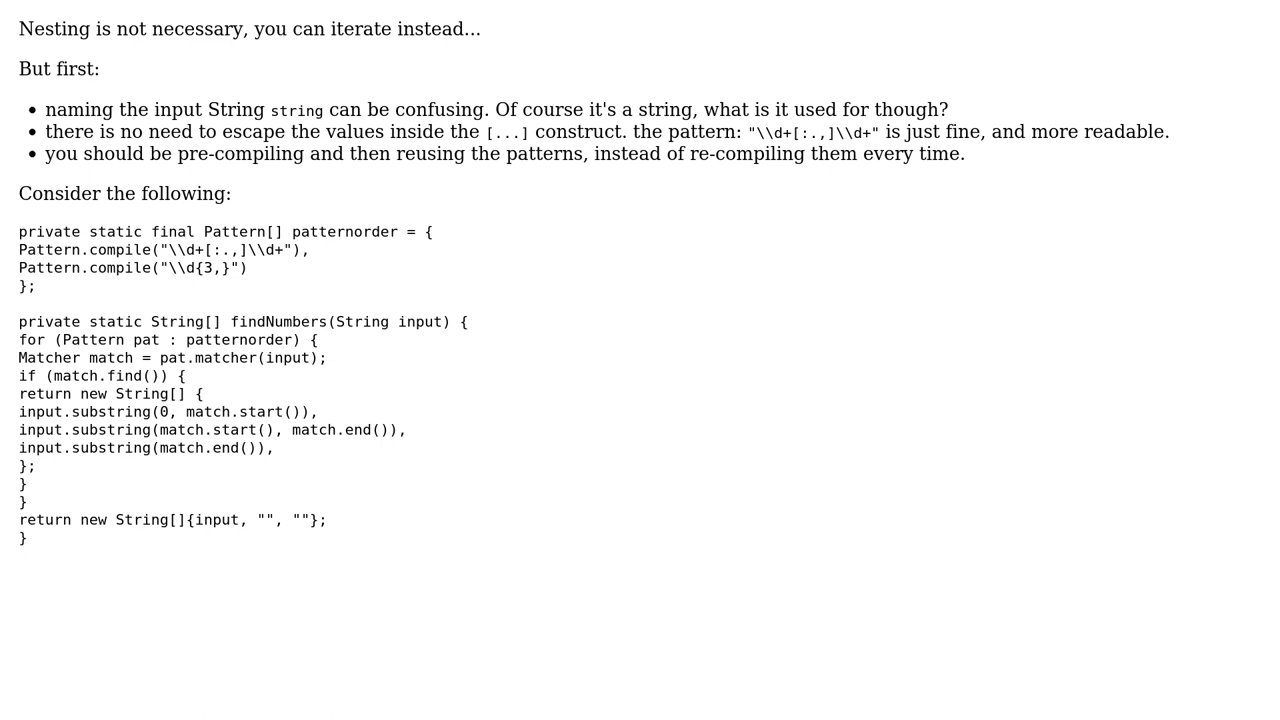 Nesting is not necessary, you can iterate instead...
But first:
• naming the input String string can be confusing. Of course it's a string, what is it used for though?
• there is no need to escape the values inside the [...] construct. the pattern: "\\d+[:.,]\\d+" is just fine, and more readable.
• you should be pre-compiling and then reusing the patterns, instead of re-compiling them every time.
Consider the following:
private static final Pattern[] patternorder = {
Pattern.compile("\\d+[:.,]\\d+"),
Pattern.compile("\\d{3,}")
};
private static String[] findNumbers(String input) {
for (Pattern pat : patternorder) {
Matcher match = pat.matcher(input);
if (match.find()) {
return new String[] {
input.substring(0, match.start()),
input.substring(match.start(), match.end()),
input.substring(match.end()),
};
}
}
return new String[]{input, "", ""};
}